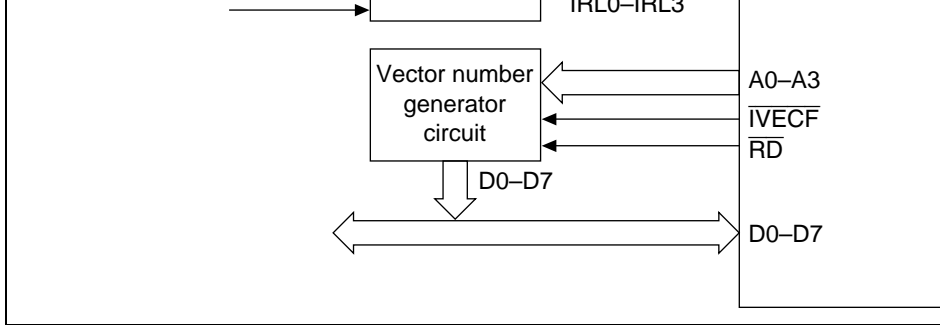 IRL0–IRL3
Vector number
generator
circuit
A0–A3
IVECF
RD
D0–D7
D0–D7